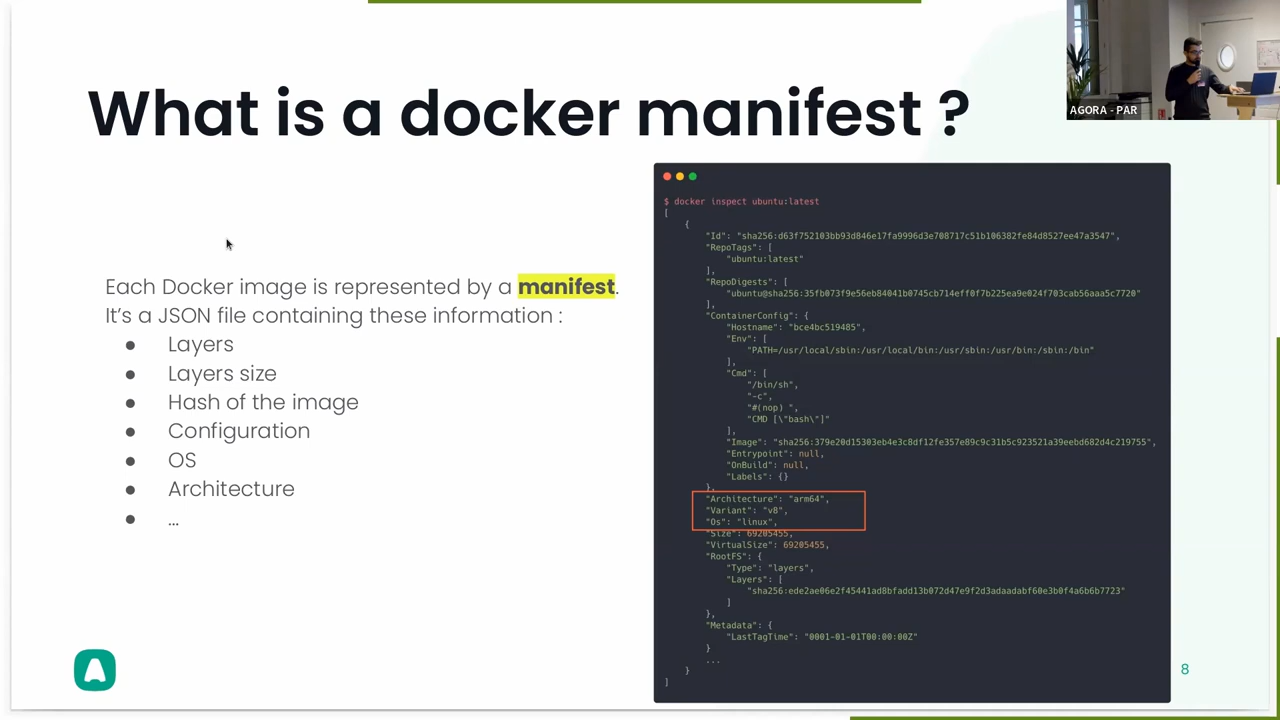 What is a docker manifest ?
AGORA - PAR
Each Docker image is represented by a manifest.
It’s a JSON file containing these information :
● Layers
● Layers size
● Hash of the image
● Configuration
● OS
● Architecture
● ...
$ docker inspect ubuntu:latest
[
{
"Id": "sha256:d63f752103bb93d846e17fa9996d3e708717c51b106382fe84d8527ee47a3547",
"RepoTags": [
"ubuntu:latest"
],
"RepoDigests": [
"ubuntu@sha256:35fb073f9e56eb84041b0745cb714eff0f7b225ea9e024f703cab56aaa5c7720"
],
"ContainerConfig": {
"Hostname": "bce4bc519485",
"Env": [
"PATH=/usr/local/sbin:/usr/local/bin:/usr/sbin:/usr/bin:/sbin:/bin"
],
"Cmd": [
"/bin/sh",
"-c",
"#(nop) ",
"CMD [\"bash\"]"
],
"Image": "sha256:379e20d15303eb4e3c8df12fe357e89c9c31b5c923521a39eebd682d4c219755",
"Entrypoint": null,
"OnBuild": null,
"Labels": {}
},
"Architecture": "arm64",
"Variant": "v8",
"Os": "linux",
"Size": 69205455,
"VirtualSize": 69205455,
"RootFS": {
"Type": "layers",
"Layers": [
"sha256:ede2ae06e2f45441ad8bfadd13b072d47e9f2d3adaadabf60e3b0f4a6b6b7723"
]
},
"Metadata": {
"LastTagTime": "0001-01-01T00:00:00Z"
}
...
}
]
8